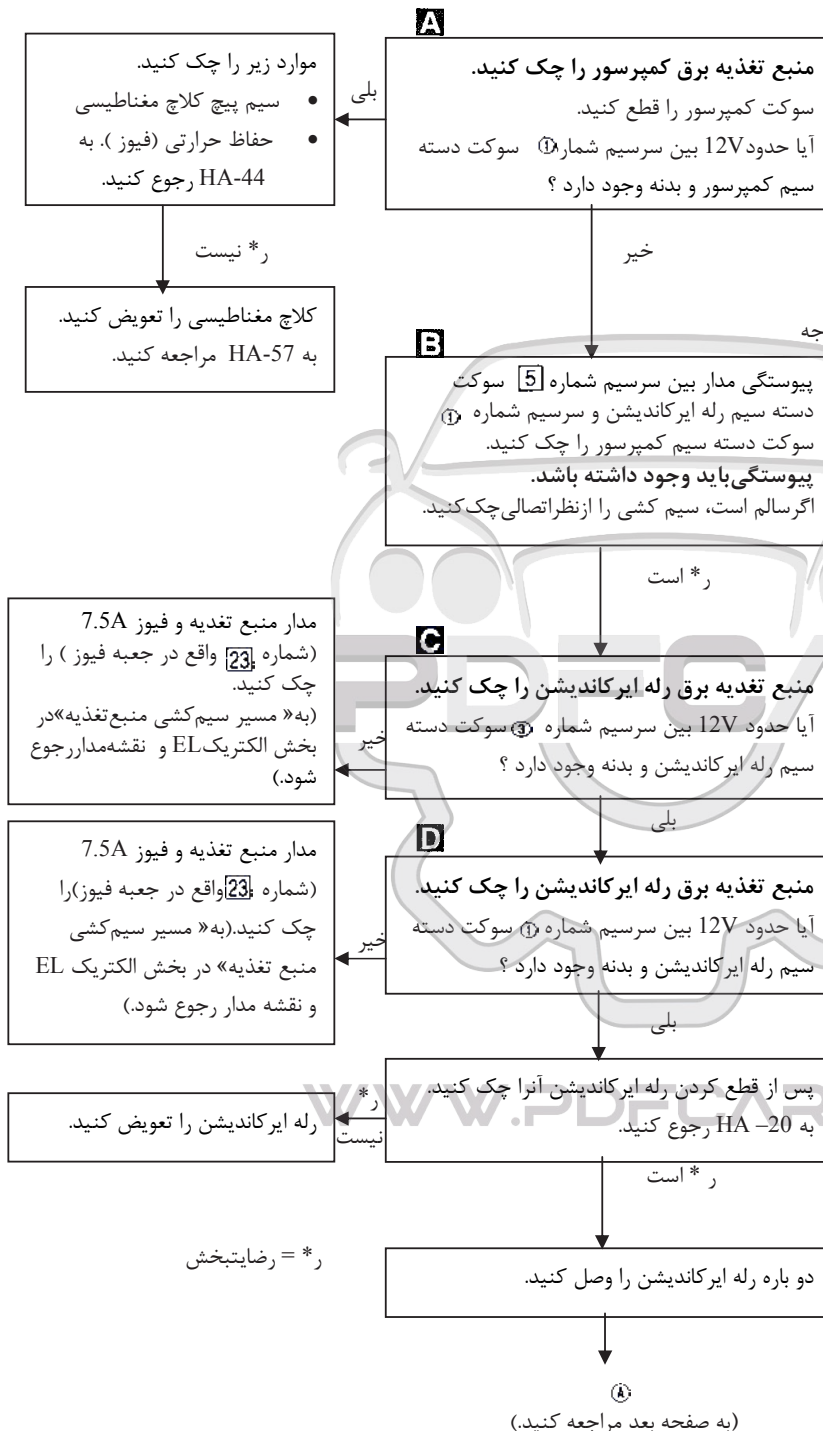 A
منبع تغذیه برق کمپرسور را چک کنید.
سوکت کمپرسور را قطع کنید.
آیا حدود12V بین سرسیم شماره① سوکت دسته
سیم کمپرسور و بدنه وجود دارد ؟
بلی
موارد زیر را چک کنید.
• سیم پیچ کلاچ مغناطیسی
• حفاظ حرارتی (فیوز ). به
HA-44 رجوع کنید.
ر* نیست
کلاچ مغناطیسی را تعویض کنید.
به HA-57 مراجعه کنید.
خیر
جه
B
پیوستگی مدار بین سرسیم شماره 5 سوکت
دسته سیم رله ایرکاندیشن و سرسیم شماره ①
سوکت دسته سیم کمپرسور را چک کنید.
پیوستگی‌باید وجود داشته باشد.
اگرسالم است، سیم کشی را ازنظراتصالی‌چک‌کنید.
ر* است
C
منبع تغدیه برق رله ایرکاندیشن را چک کنید.
آیا حدود 12V بین سرسیم شماره ③ سوکت دسته
سیم رله ایرکاندیشن و بدنه وجود دارد ؟
خیر
مدار منبع تغدیه و فیوز 7.5A
(شماره 23 واقع در جعبه فیوز ) را
چک کنید.
(به« مسیر سیم‌کشی منبع‌تغذیه»در
بخش الکتریکEL و نقشه‌مداررجوع
شود.)
بلی
D
منبع تغذیه برق رله ایرکاندیشن را چک کنید.
آیا حدود 12V بین سرسیم شماره ① سوکت دسته
سیم رله ایرکاندیشن و بدنه وجود دارد ؟
خیر
مدار منبع تغذیه و فیوز 7.5A
(شماره 23واقع در جعبه فیوز)را
چک کنید.(به« مسیر سیم‌کشی
منبع تغذیه» در بخش الکتریک EL
و نقشه مدار رجوع شود.)
بلی
پس از قطع کردن رله ایرکاندیشن آنرا چک کنید.
به HA –20 رجوع کنید.
ر*
نیست
رله ایرکاندیشن را تعویض کنید.
ر * است
ر* = رضایتبخش
دو باره رله ایرکاندیشن را وصل کنید.
Ⓐ
(به صفحه بعد مراجعه کنید.)
PDFCA
WWW.PDFCAR